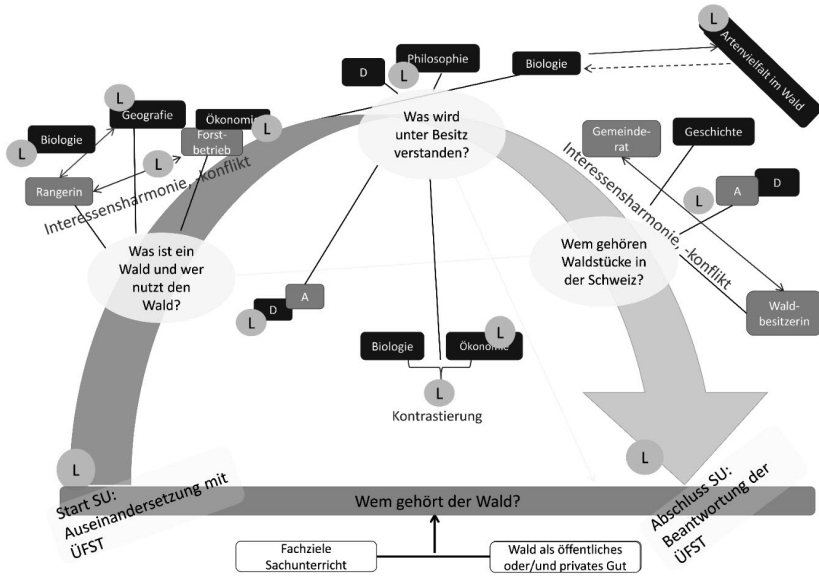 L
Artenvielfalt im Wald
D
L
Philosophie
Biologie
L
Geografie
Ökonomie
L
Biologie
L
Forst-
betrieb
L
Rangerin
Interessensharmonie, -konflikt
Was wird
unter Besitz
verstanden?
Gemeinde-
rat
Geschichte
Interessensharmonie, -konflikt
L
A
D
Was ist ein
Wald und wer
nutzt den
Wald?
Wem gehören
Waldstücke in
der Schweiz?
L
D
A
Wald-
besitzerin
Biologie
Ökonomie
L
L
Kontrastierung
L
Start SU:
Auseinandersetzung mit
ÜFST
Wem gehört der Wald?
L
Abschluss SU:
Beantwortung der
ÜFST
Fachziele
Sachunterricht
Wald als öffentliches
oder/und privates Gut